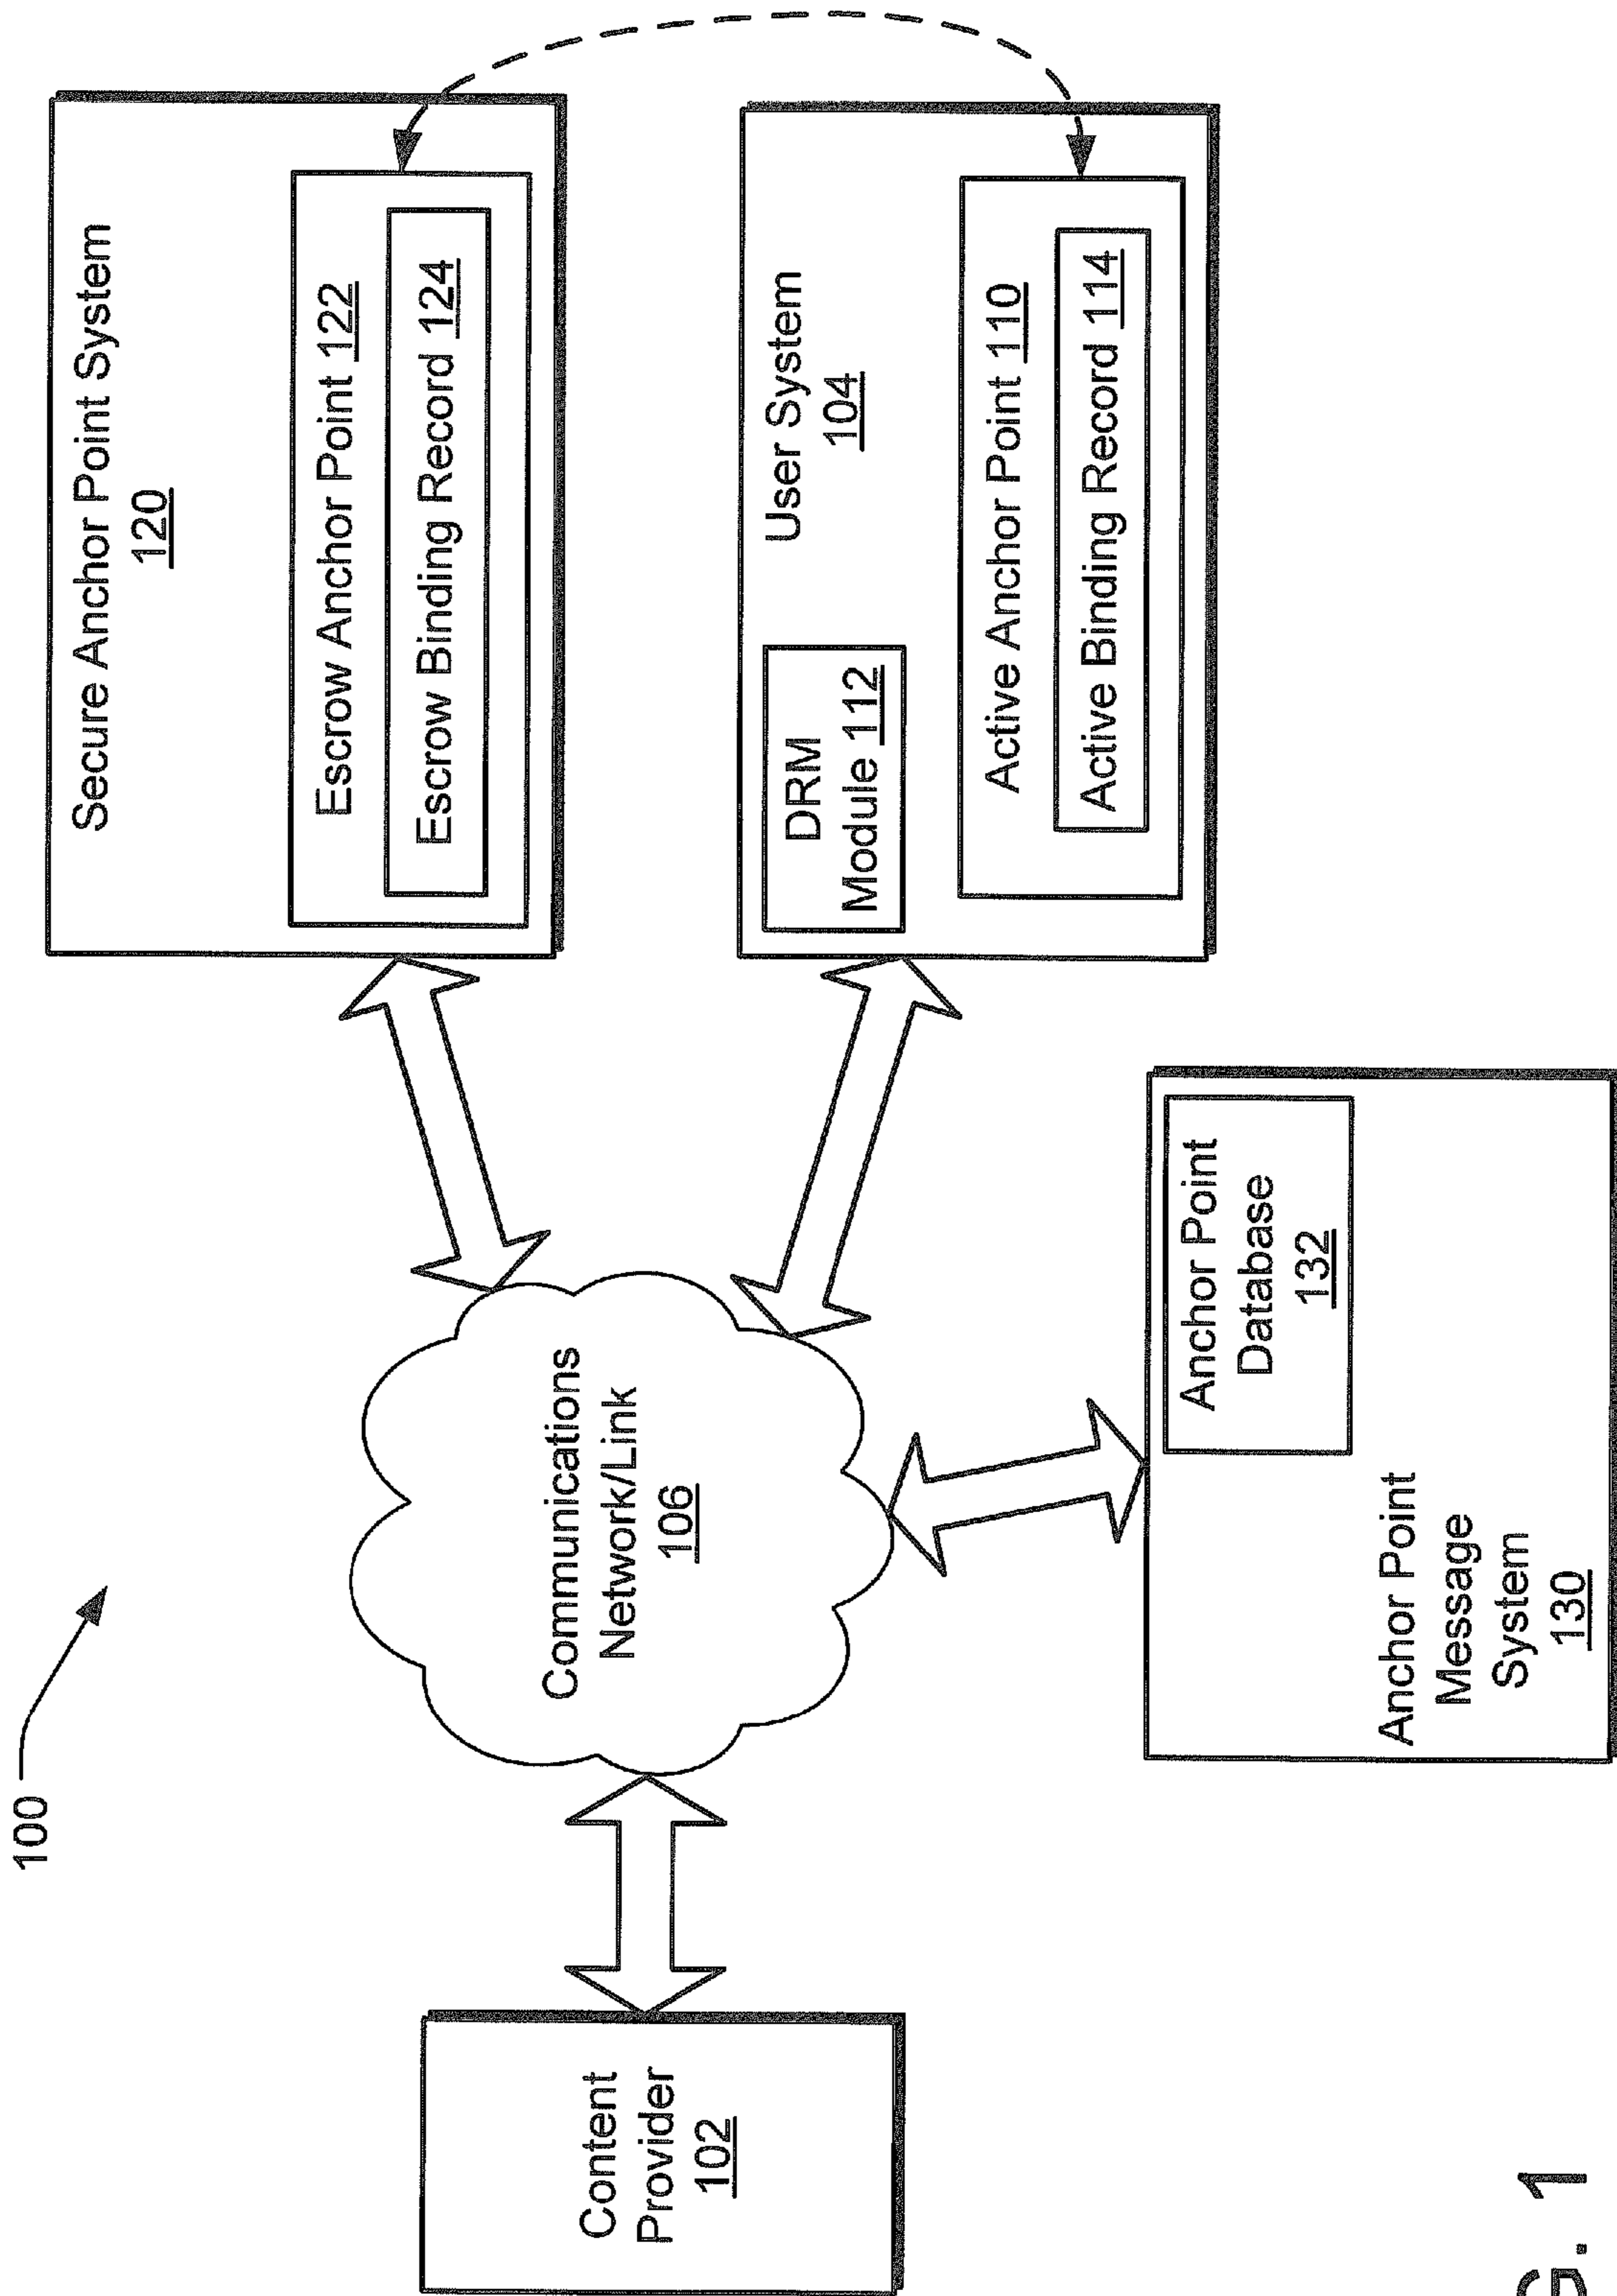 100
Secure Anchor Point System
120
Escrow Anchor Point 122
Escrow Binding Record 124
Content
Provider
102
Communications
Network/Link
106
DRM
Module 112
User System
104
Active Anchor Point 110
Active Binding Record 114
Anchor Point
Database
132
Anchor Point
Message
System
130
G. 1